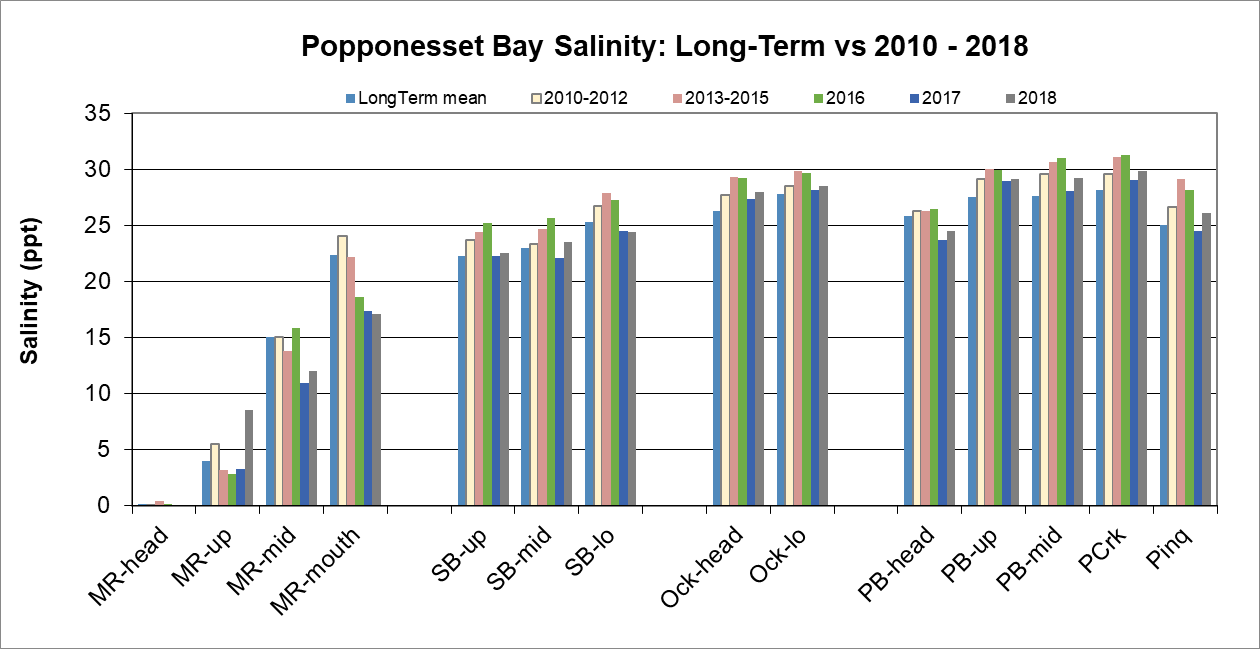 Popponesset Bay Salinity: Long-Term vs 2010 - 2018
LongTerm mean 2010-2012 2013-2015 2016 2017 2018
35
30
25
20
15
10
5
0
Salinity (ppt)
MR-head MR-up MR-mid MR-mouth SB-up SB-mid SB-lo Ock-head Ock-lo PB-head PB-up PB-mid PCrk Pinq